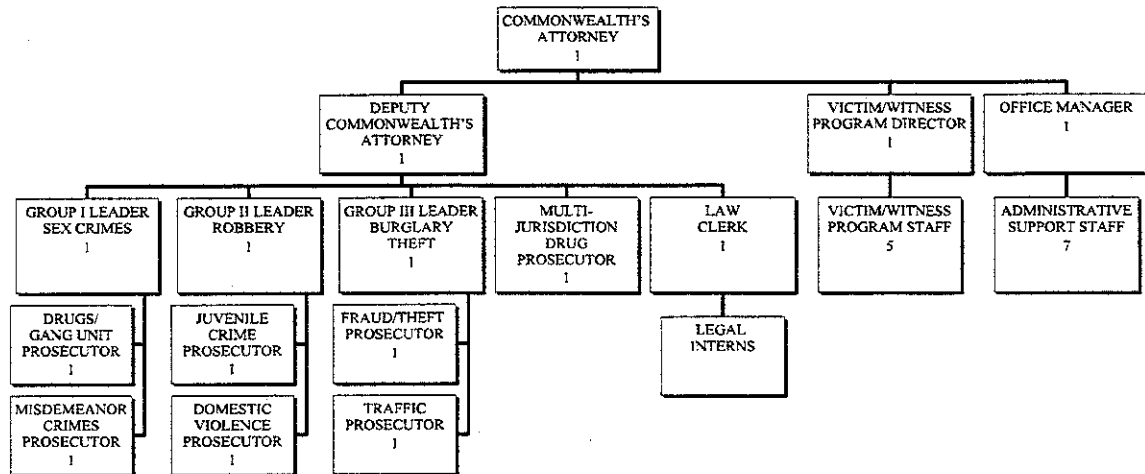 COMMONWEALTH'S
ATTORNEY
1
DEPUTY
COMMONWEALTH'S
ATTORNEY
1
VICTIM/WITNESS
PROGRAM DIRECTOR
1
OFFICE MANAGER
1
GROUP I LEADER
SEX CRIMES
1
GROUP II LEADER
ROBBERY
1
GROUP III LEADER
BURGLARY
THEFT
1
MULTI-
JURISDICTION
DRUG
PROSECUTOR
1
LAW
CLERK
1
VICTIM/WITNESS
PROGRAM STAFF
5
ADMINISTRATIVE
SUPPORT STAFF
7
DRUGS/
GANG UNIT
PROSECUTOR
1
JUVENILE
CRIME
PROSECUTOR
1
FRAUD/THEFT
PROSECUTOR
1
LEGAL
INTERNS
MISDEMEANOR
CRIMES
PROSECUTOR
1
DOMESTIC
VIOLENCE
PROSECUTOR
1
TRAFFIC
PROSECUTOR
1